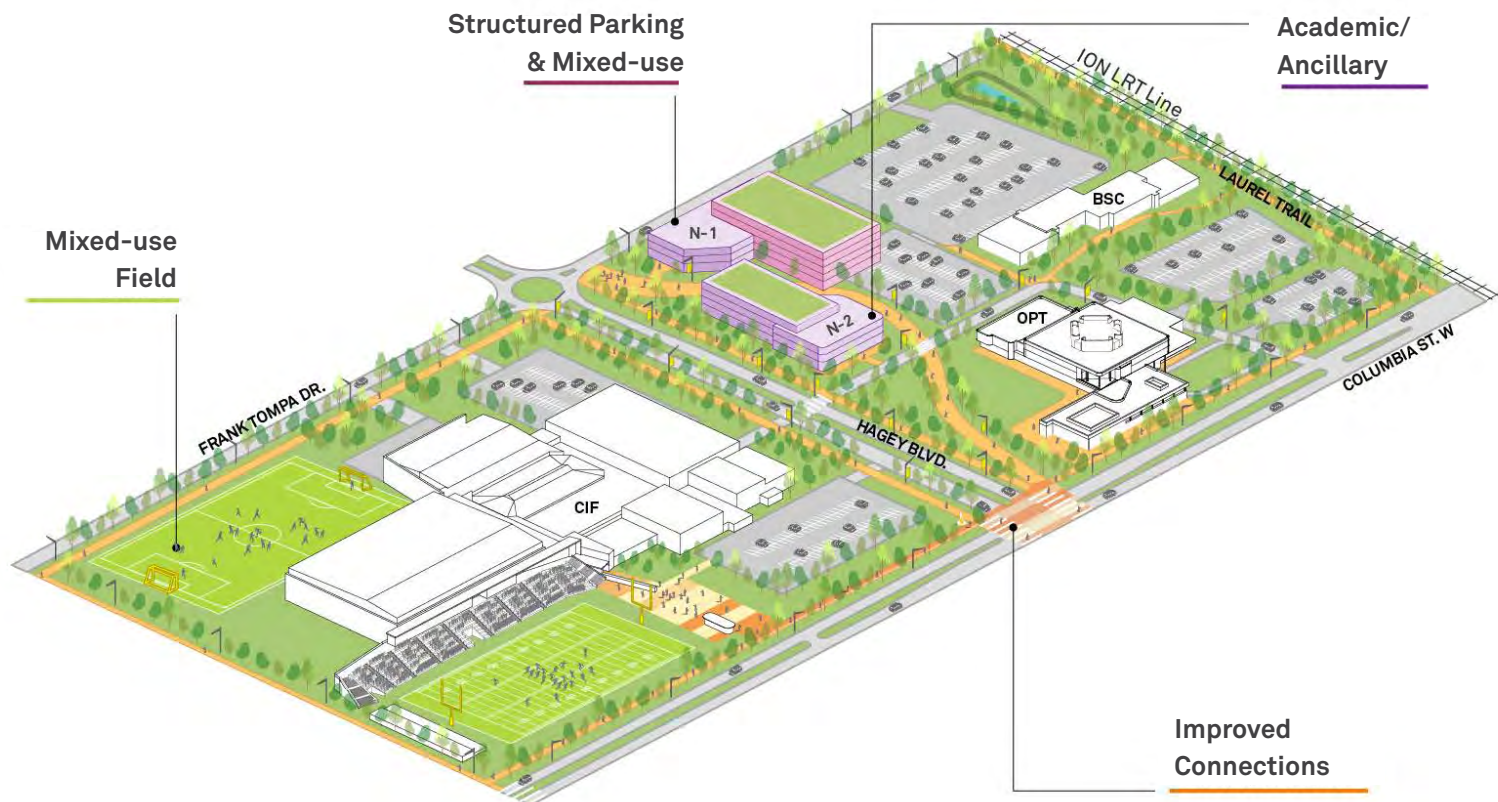 Structured Parking
& Mixed-use
Academic/
Ancillary
ION LRT Line
LAUREL TRAIL
BSC
N-1
Mixed-use
Field
OPT
N-2
COLUMBIA ST. W
FRANK TOMPA DR.
HAGEY BLVD.
CIF
Improved
Connections